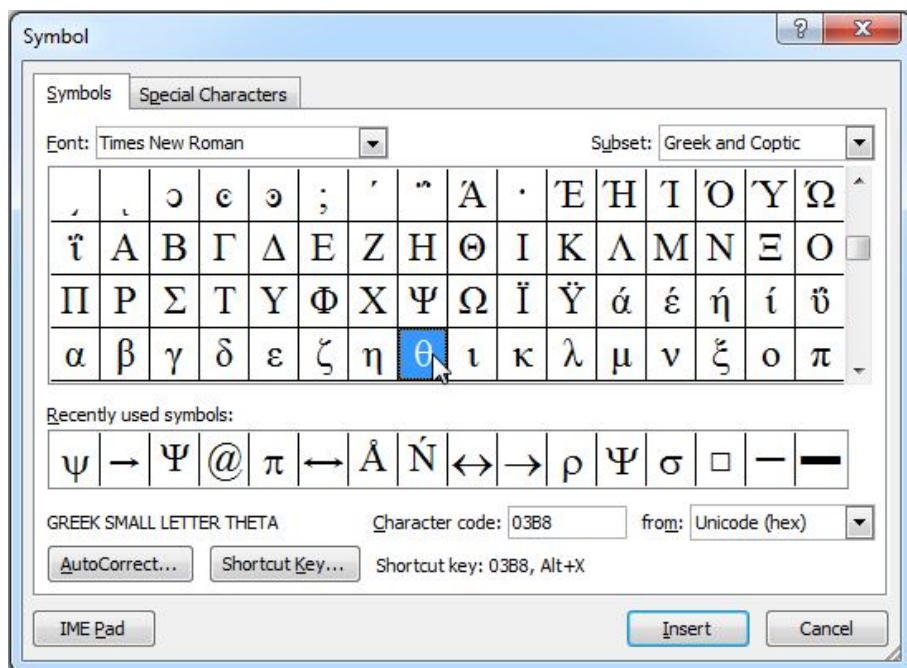 Symbol
Symbols Special Characters
Font: Times New Roman Subset: Greek and Coptic
͵ ͺ ͻ ͼ ͽ ; ΄ ΅ Ά · Έ Ή Ί Ό Ύ Ώ
ΐ Α Β Γ Δ Ε Ζ Η Θ Ι Κ Λ Μ Ν Ξ Ο
Π Ρ Σ Τ Υ Φ Χ Ψ Ω Ϊ Ϋ ά έ ή ί ΰ
α β γ δ ε ζ η θ ι κ λ μ ν ξ ο π
Recently used symbols:
ψ → Ψ @ π ↔ Å Ń ↔ → ρ Ψ σ □ − ▬
GREEK SMALL LETTER THETA Character code: 03B8 from: Unicode (hex)
AutoCorrect... Shortcut Key... Shortcut key: 03B8, Alt+X
IME Pad Insert Cancel